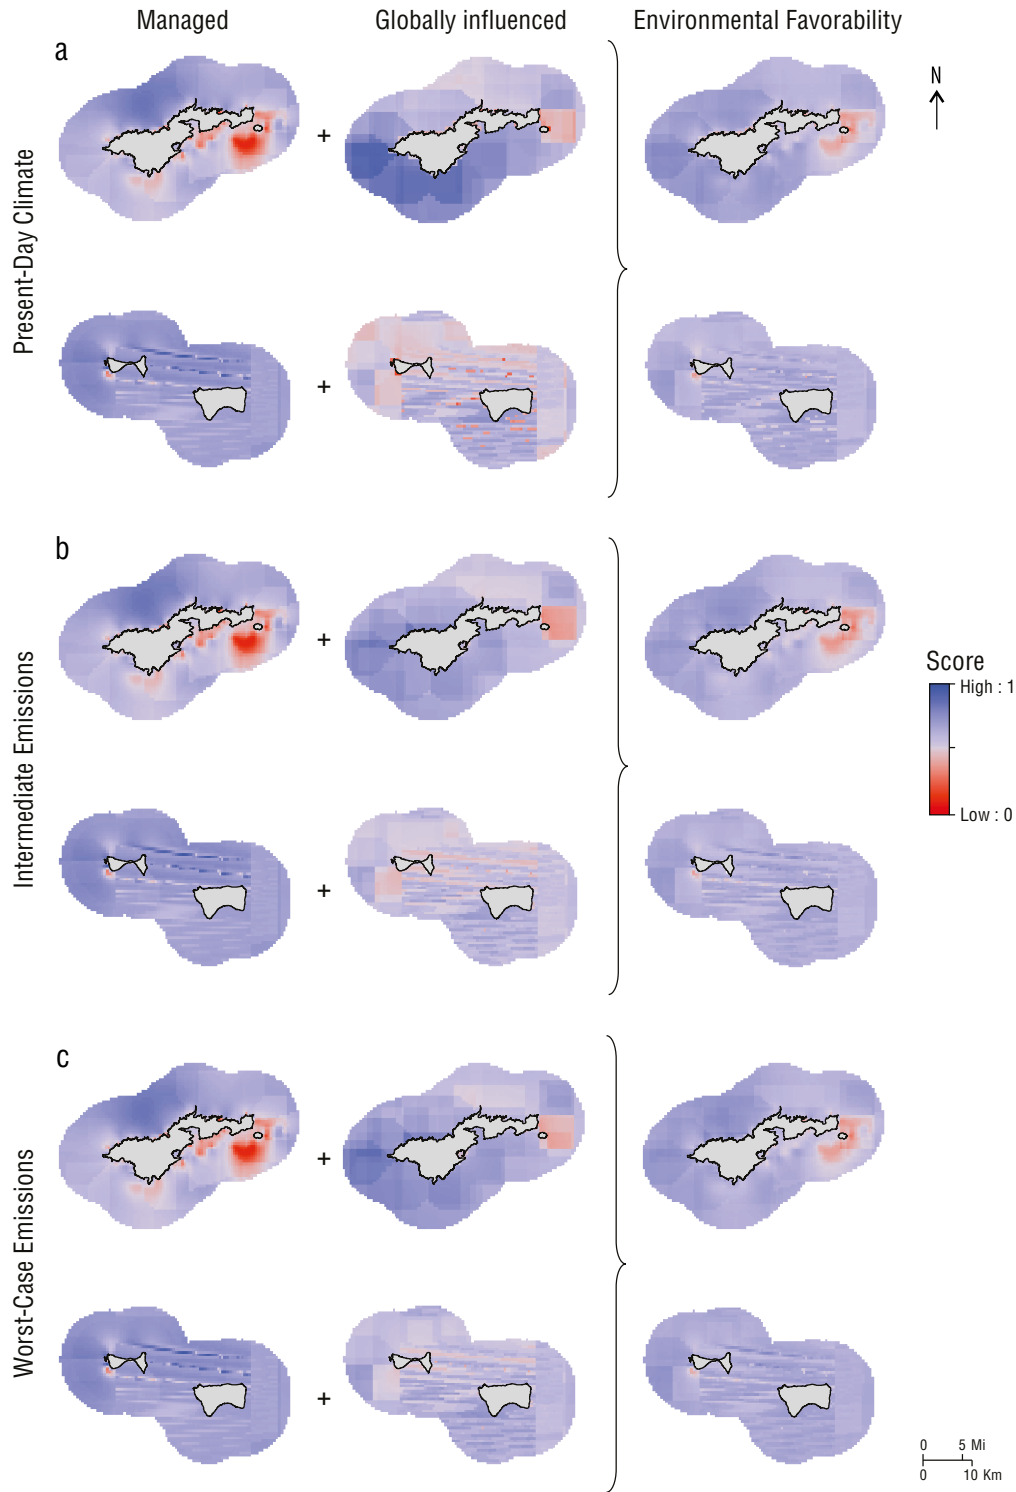 Managed
Globally influenced
Environmental Favorability
a
N
Present-Day Climate
+
+
b
Intermediate Emissions
+
+
Score
High : 1
Low : 0
c
Worst-Case Emissions
+
+
0 5 Mi
0 10 Km